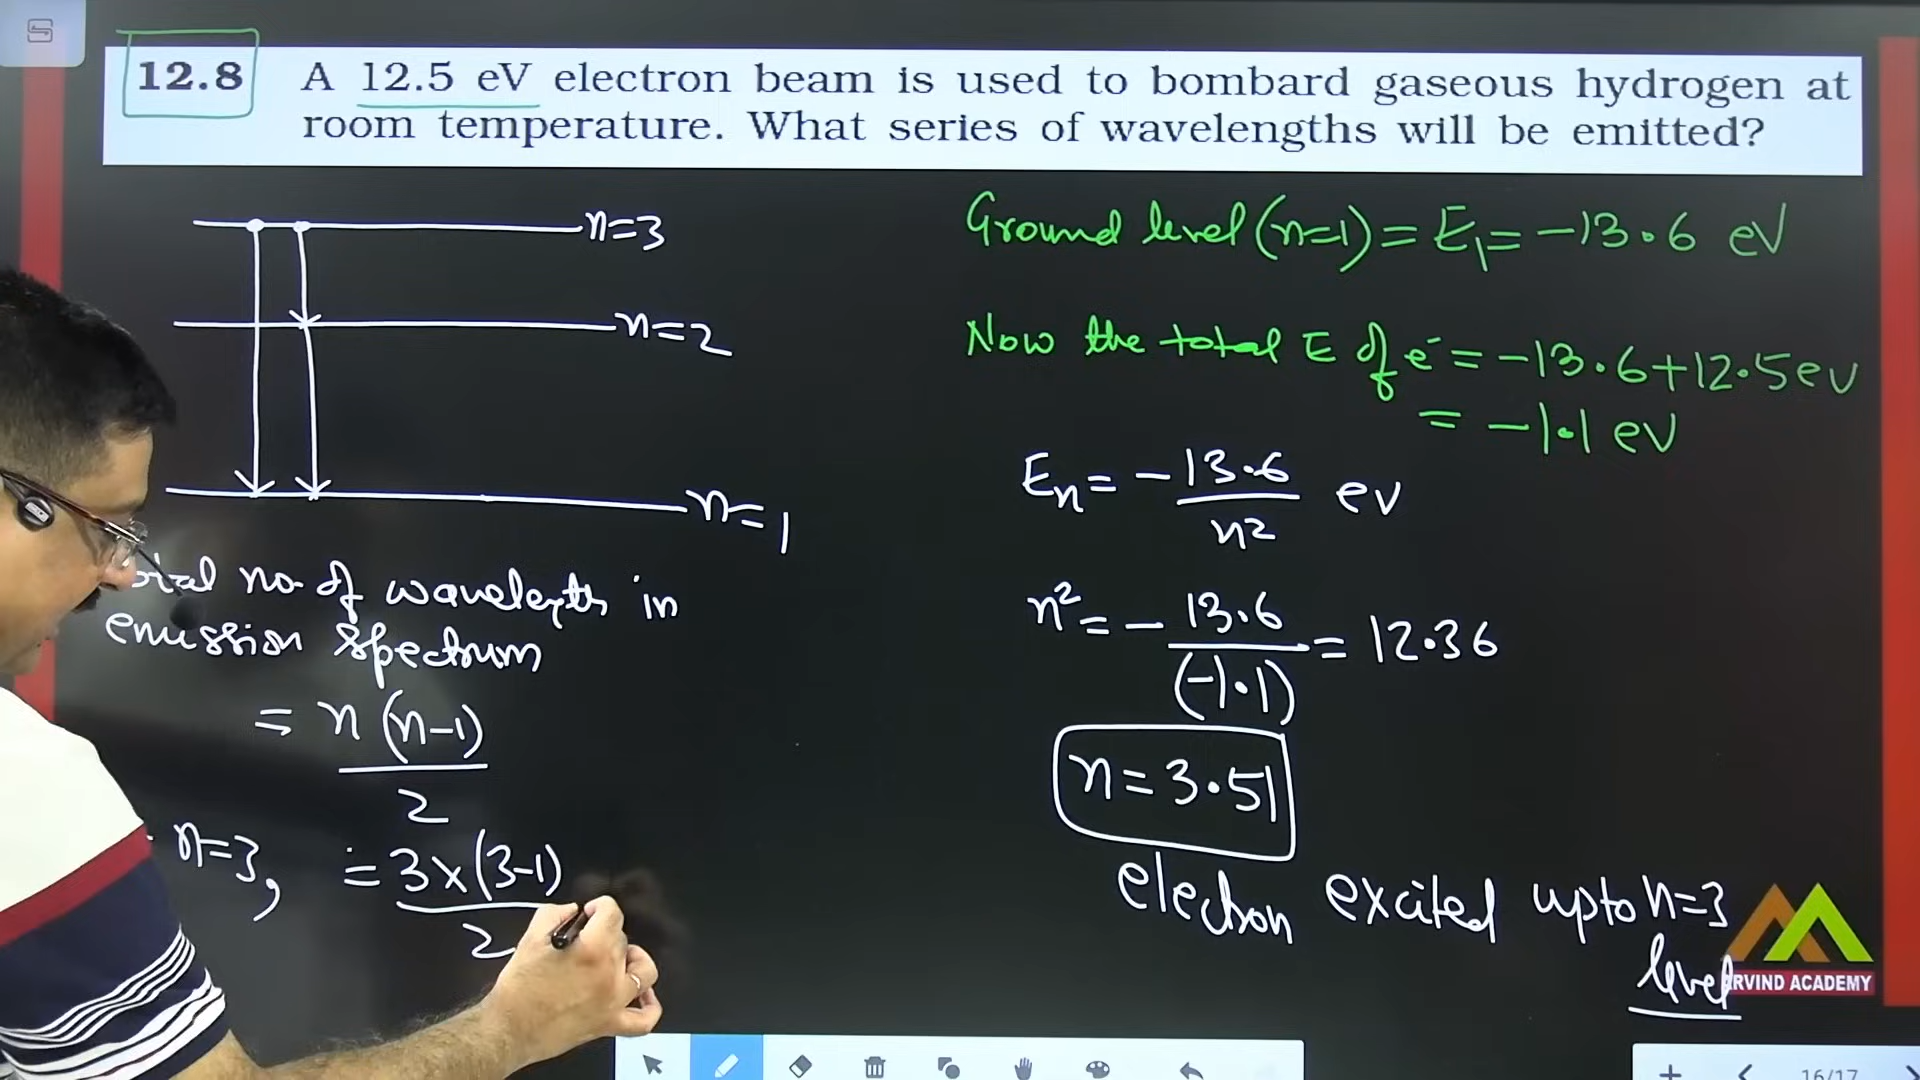 12.8 A 12.5 eV electron beam is used to bombard gaseous hydrogen at
room temperature. What series of wavelengths will be emitted?
n=3
n=2
n=1
no of wavelength in
emission spectrum
= n(n-1)/2
n=3, = 3×(3-1)/2
Ground level (n=1) = E₁ = -13.6 eV
Now the total E of e⁻ = -13.6+12.5ev
= -1.1 eV
Eₙ = -13.6/n² ev
n² = -13.6/(-1.1) = 12.36
n = 3.51
electron excited upto n=3
level
RVIND ACADEMY
16/17